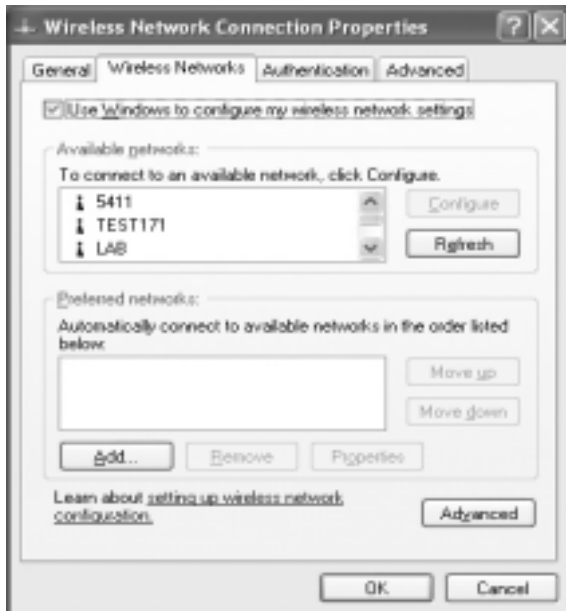 Wireless Network Connection Properties
General Wireless Networks Authentication Advanced
Use Windows to configure my wireless network settings
Available networks:
To connect to an available network, click Configure.
5411
TEST171
LAB
Configure
Refresh
Preferred networks:
Automatically connect to available networks in the order listed
below:
Move up
Move down
Add... Remove Properties
Learn about setting up wireless network
configuration.
Advanced
OK Cancel